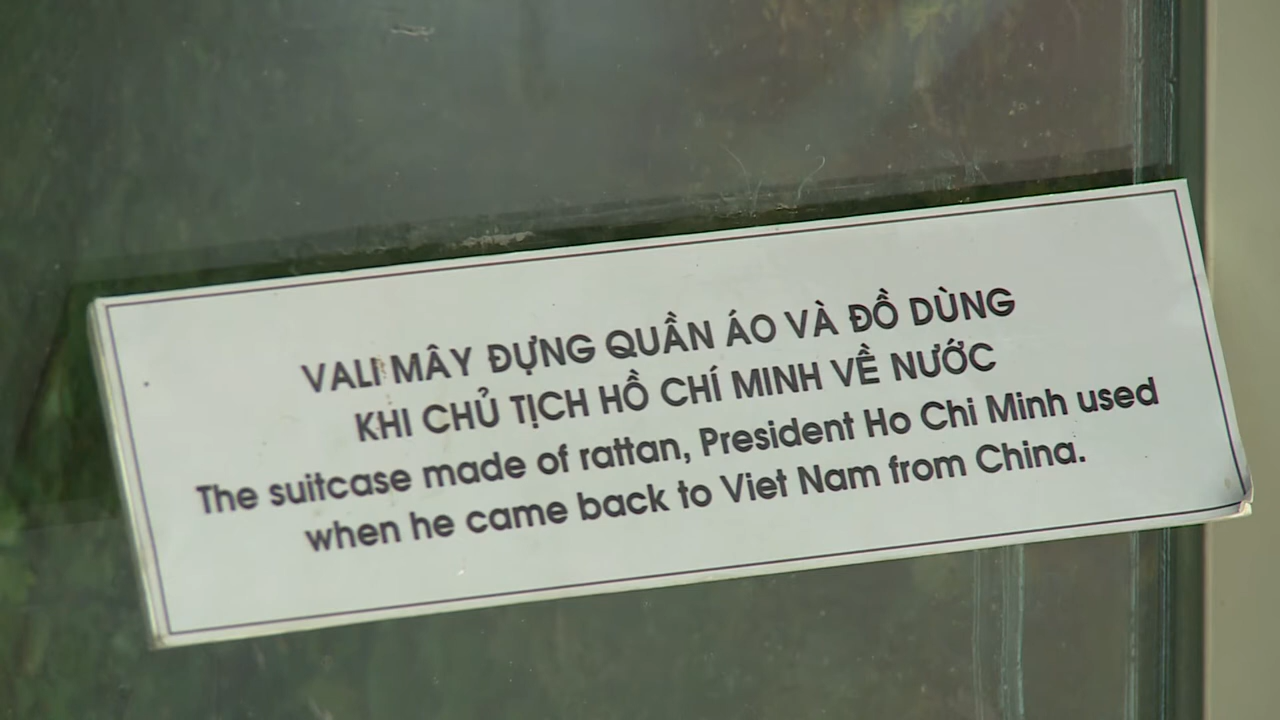 VALI MÂY ĐỰNG QUẦN ÁO VÀ ĐỒ DÙNG
KHI CHỦ TỊCH HỒ CHÍ MINH VỀ NƯỚC
The suitcase made of rattan, President Ho Chi Minh used
when he came back to Viet Nam from China.